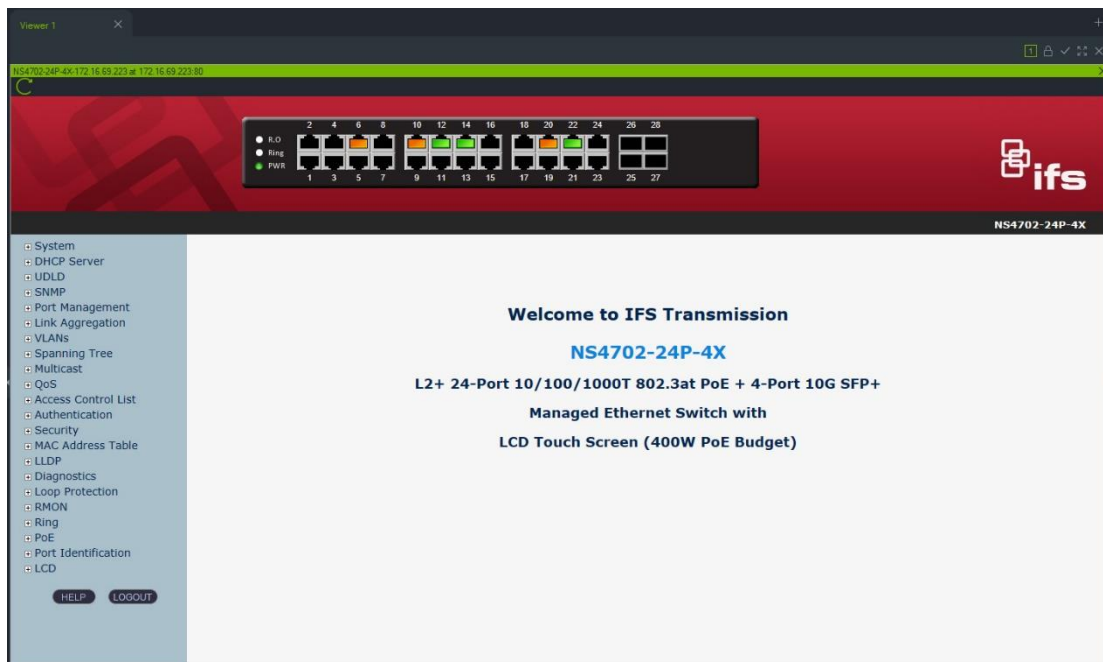 Viewer 1
1
NS4702-24P-4X-172.16.69.223 at 172.16.69.223:80
2 4 6 8 10 12 14 16 18 20 22 24 26 28
R.O
Ring
PWR
1 3 5 7 9 11 13 15 17 19 21 23 25 27
ifs
NS4702-24P-4X
System
DHCP Server
UDLD
SNMP
Port Management
Link Aggregation
VLANs
Spanning Tree
Multicast
QoS
Access Control List
Authentication
Security
MAC Address Table
LLDP
Diagnostics
Loop Protection
RMON
Ring
PoE
Port Identification
LCD
HELP LOGOUT
Welcome to IFS Transmission
NS4702-24P-4X
L2+ 24-Port 10/100/1000T 802.3at PoE + 4-Port 10G SFP+
Managed Ethernet Switch with
LCD Touch Screen (400W PoE Budget)